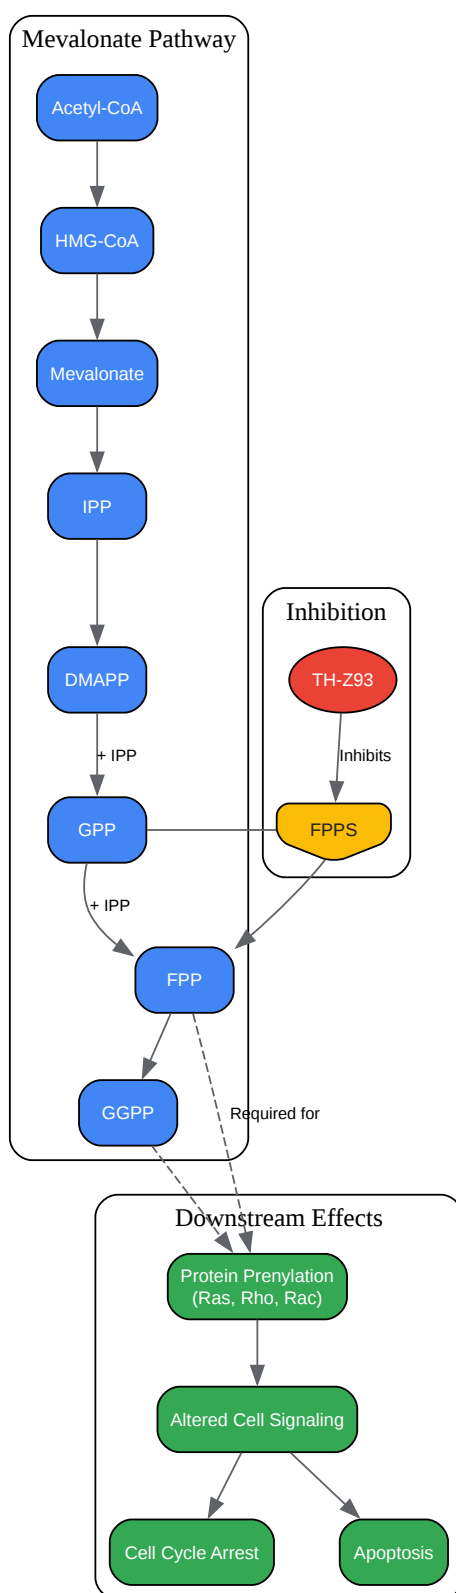 Mevalonate Pathway
Acetyl-CoA
HMG-CoA
Mevalonate
IPP
Inhibition
TH-Z93
DMAPP
+ IPP
Inhibits
GPP
FPPS
+ IPP
FPP
GGPP
Required for
Downstream Effects
Protein Prenylation
(Ras, Rho, Rac)
Altered Cell Signaling
Cell Cycle Arrest
Apoptosis